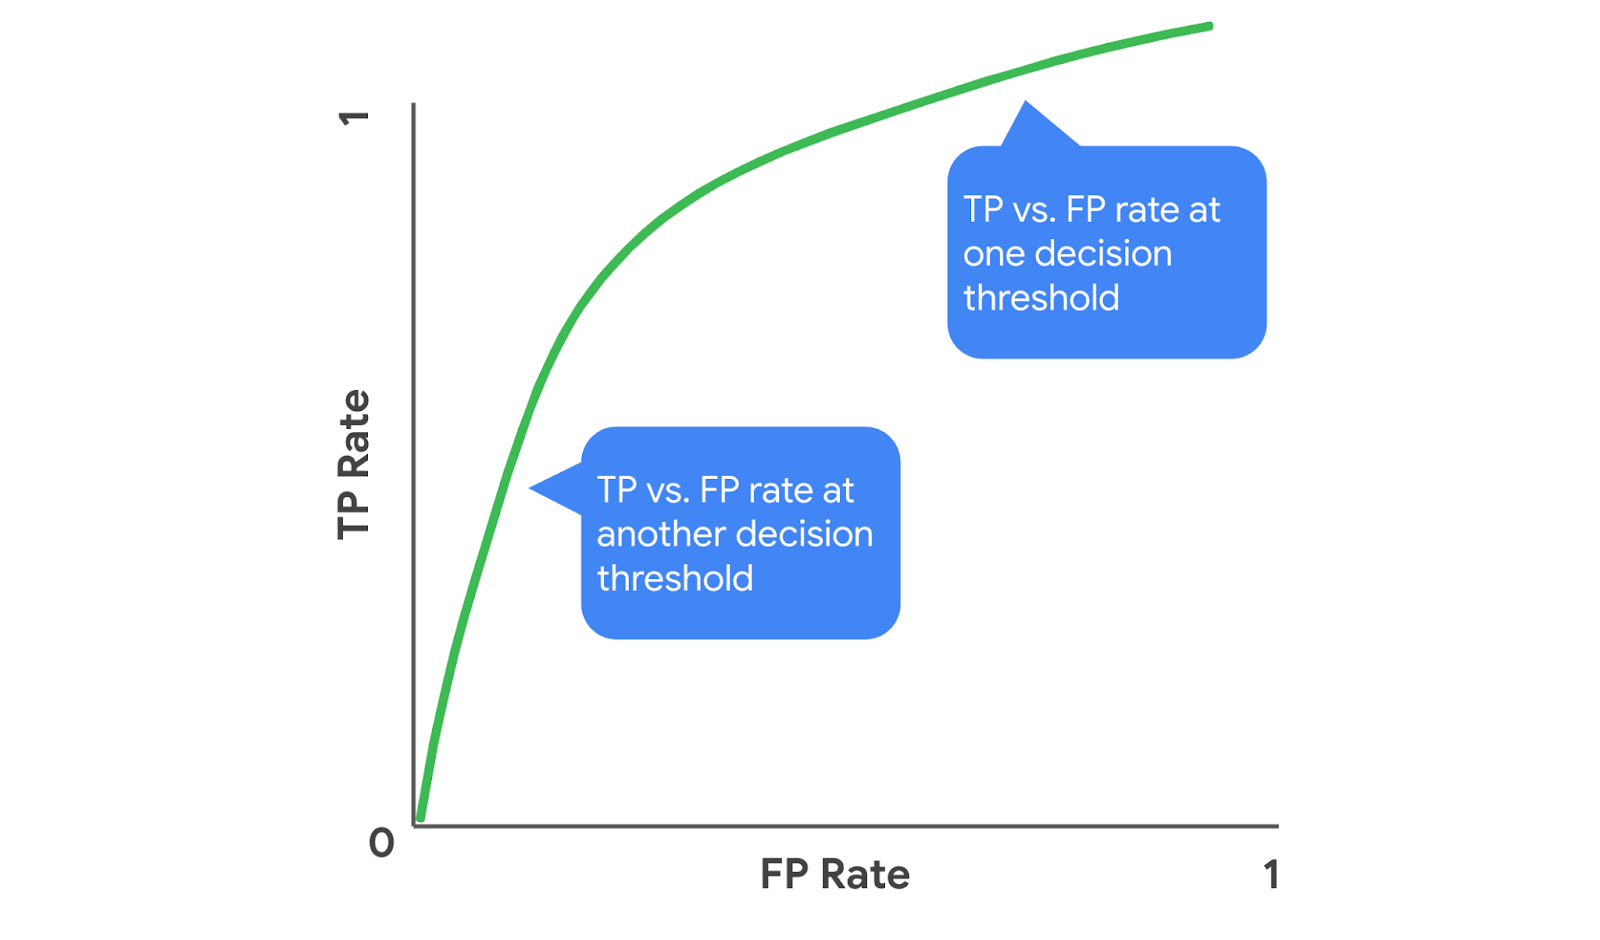 1
TP vs. FP rate at
one decision
threshold
TP Rate
TP vs. FP rate at
another decision
threshold
0
FP Rate
1